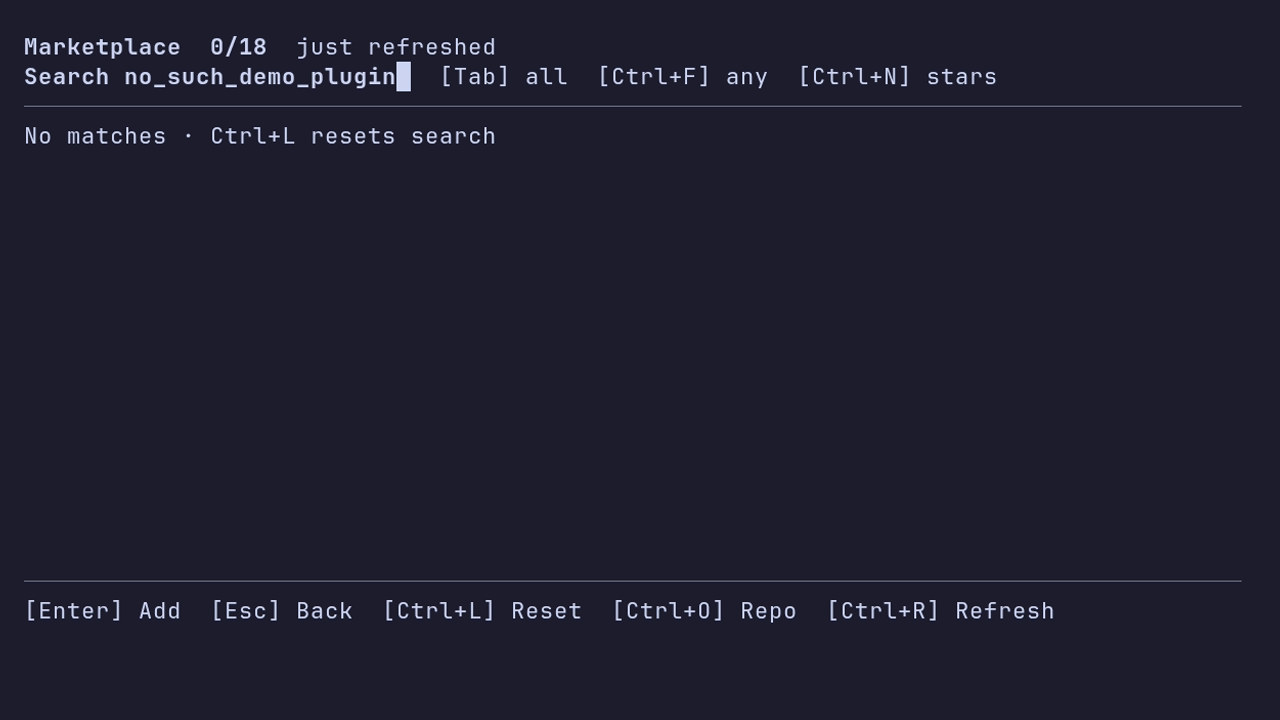 Marketplace  0/18  just refreshed
Search no_such_demo_plugin  [Tab] all  [Ctrl+F] any  [Ctrl+N] stars
No matches · Ctrl+L resets search
[Enter] Add  [Esc] Back  [Ctrl+L] Reset  [Ctrl+O] Repo  [Ctrl+R] Refresh